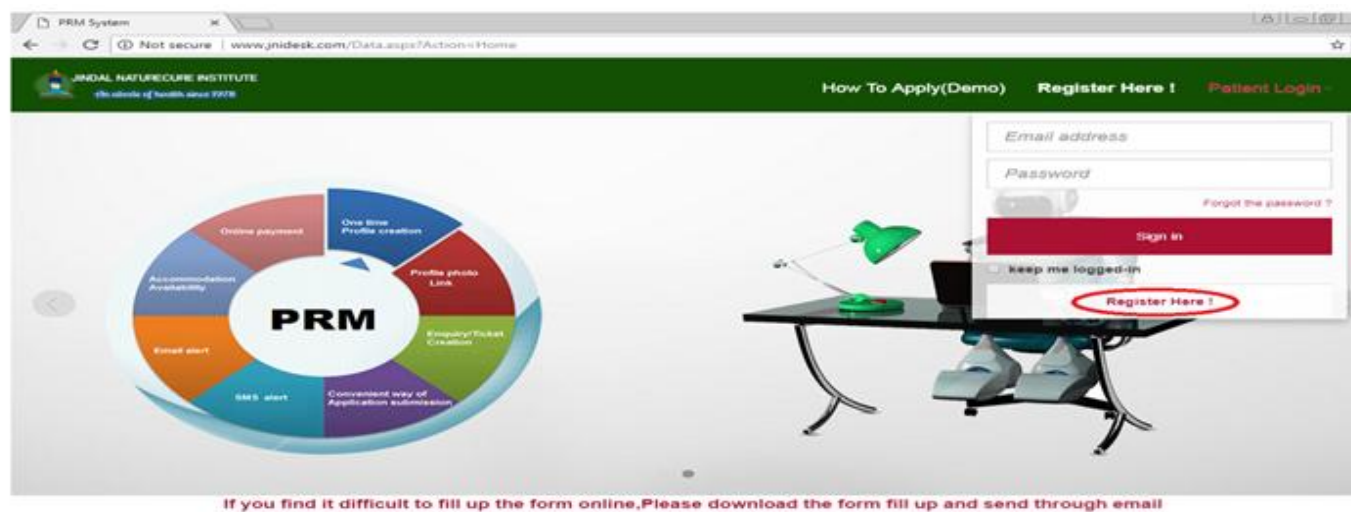 PRM System
Not secure | www.jnidesk.com/Data.aspx?Action=Home
JINDAL NATURECURE INSTITUTE
How To Apply(Demo) Register Here ! Patient Login
Email address
Password
Forgot the password ?
Sign in
keep me logged-in
Register Here !
One time
Profile creation
Profile photo
Link
Enquiry/Ticket
Creation
Convenient way of
Application submission
SMS alert
Email alert
Accommodation
Availability
Online payment
PRM
If you find it difficult to fill up the form online,Please download the form fill up and send through email